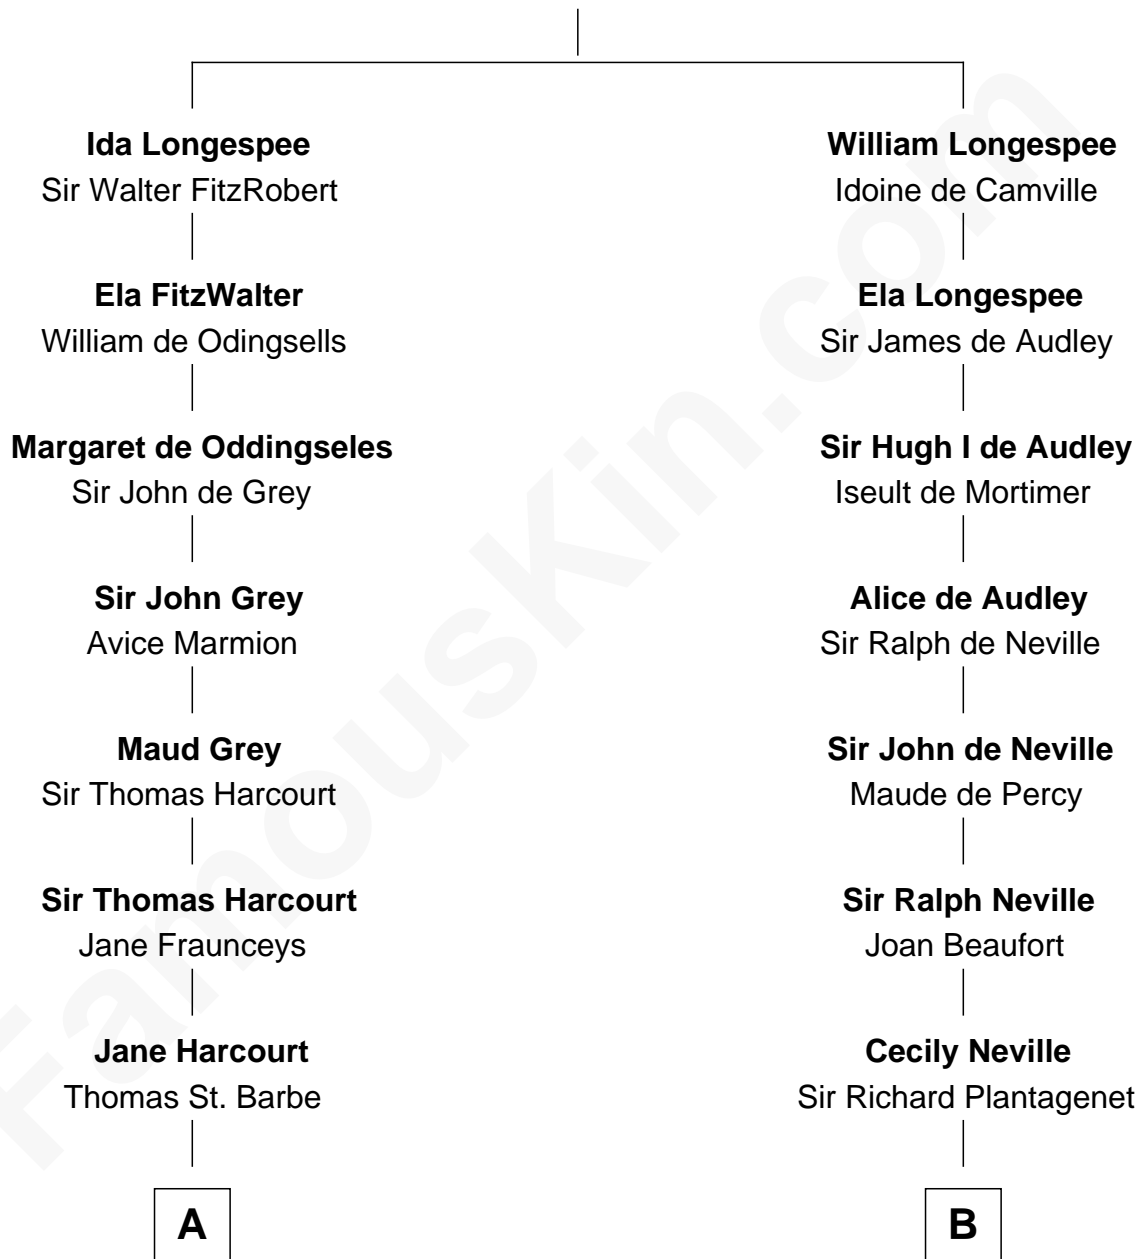 Ida Longespee
Sir Walter FitzRobert
Ela FitzWalter
William de Odingsells
Margaret de Oddingseles
Sir John de Grey
Sir John Grey
Avice Marmion
Maud Grey
Sir Thomas Harcourt
Sir Thomas Harcourt
Jane Fraunceys
Jane Harcourt
Thomas St. Barbe
A
William Longespee
Idoine de Camville
Ela Longespee
Sir James de Audley
Sir Hugh I de Audley
Iseult de Mortimer
Alice de Audley
Sir Ralph de Neville
Sir John de Neville
Maude de Percy
Sir Ralph Neville
Joan Beaufort
Cecily Neville
Sir Richard Plantagenet
B
FamousKin.com